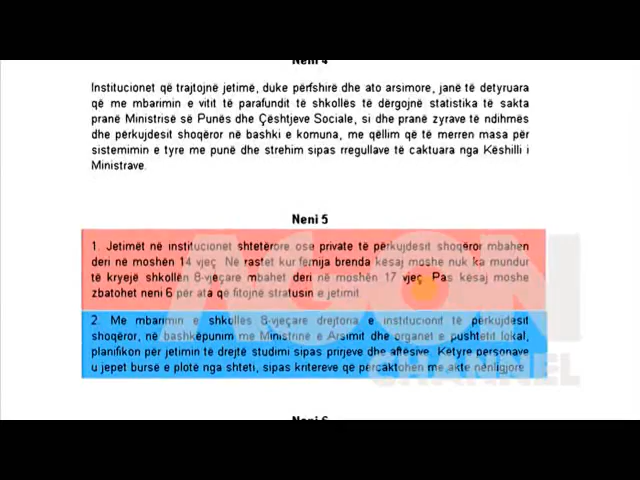 Neni 4
Institucionet që trajtojnë jetimë, duke përfshirë dhe ato arsimore, janë të detyruara
që me mbarimin e vitit të parafundit të shkollës të dërgojnë statistika të sakta
pranë Ministrisë së Punës dhe Çështjeve Sociale, si dhe pranë zyrave të ndihmës
dhe përkujdesit shoqëror në bashki e komuna, me qëllim që të merren masa për
sistemimin e tyre me punë dhe strehim sipas rregullave të caktuara nga Këshilli i
Ministrave.
Neni 5
1. Jetimët në institucionet shtetërore ose private të përkujdesit shoqëror mbahen
deri në moshën 14 vjeç. Në rastet kur fëmija brenda kësaj moshe nuk ka mundur
të kryejë shkollën 8-vjeçare mbahet deri në moshën 17 vjeç. Pas kësaj moshe
zbatohet neni 6 për ata që fitojnë stratusin e jetimit.
2. Me mbarimin e shkollës 8-vjeçare drejtoria e institucionit të përkujdesit
shoqëror, në bashkëpunim me Ministrinë e Arsimit dhe organet e pushtetit lokal,
planifikon për jetimin të drejtë studimi sipas prirjeve dhe aftësive. Këtyre personave
u jepet bursë e plotë nga shteti, sipas kritereve që përcaktohen me akte nënligjore.
AGON
CHANNEL
Neni 6